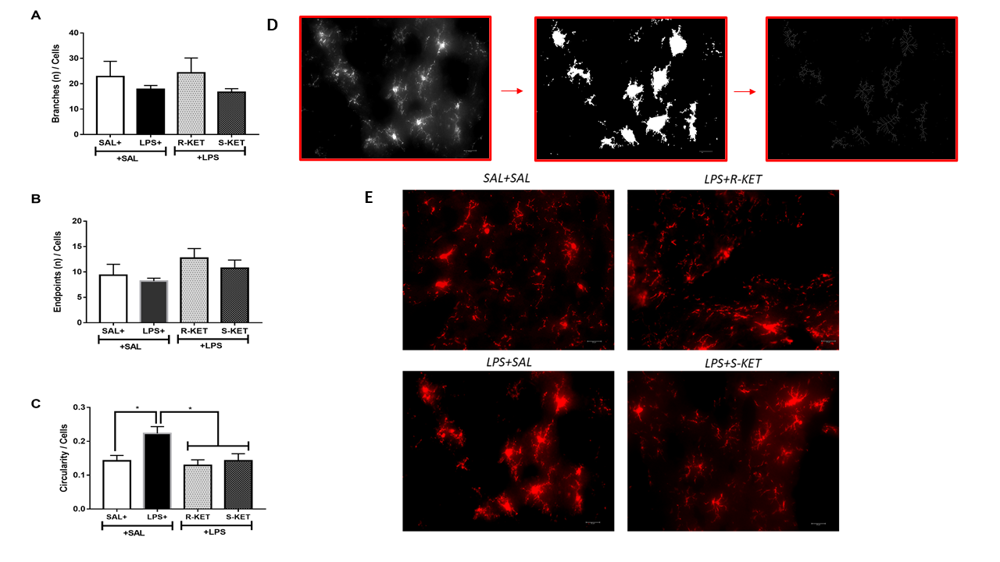 A
Branches (n) / Cells
40
30
20
10
0
SAL+ LPS+ R-KET S-KET
+SAL +LPS
B
Endpoints (n) / Cells
20
15
10
5
0
SAL+ LPS+ R-KET S-KET
+SAL +LPS
C
Circularity / Cells
0.3
0.2
0.1
0.0
* *
SAL+ LPS+ R-KET S-KET
+SAL +LPS
D
E
SAL+SAL LPS+R-KET
LPS+SAL LPS+S-KET